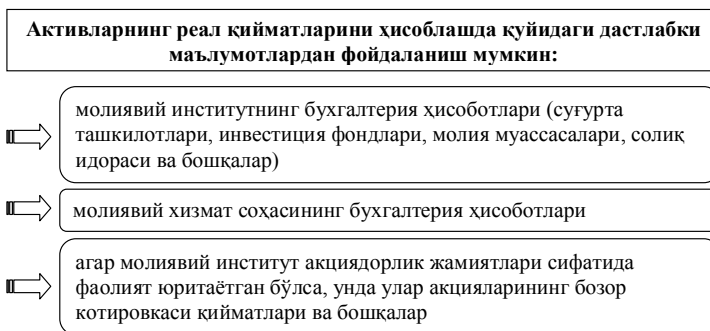 Активларнинг реал қийматларини ҳисоблашда қуйидаги дастлабки
маълумотлардан фойдаланиш мумкин:
молиявий институтнинг бухгалтерия ҳисоботлари (суғурта
ташкилотлари, инвестиция фондлари, молия муассасалари, солиқ
идораси ва бошқалар)
молиявий хизмат соҳасининг бухгалтерия ҳисоботлари
агар молиявий институт акциядорлик жамиятлари сифатида
фаолият юритаётган бўлса, унда улар акцияларининг бозор
котировкаси қийматлари ва бошқалар